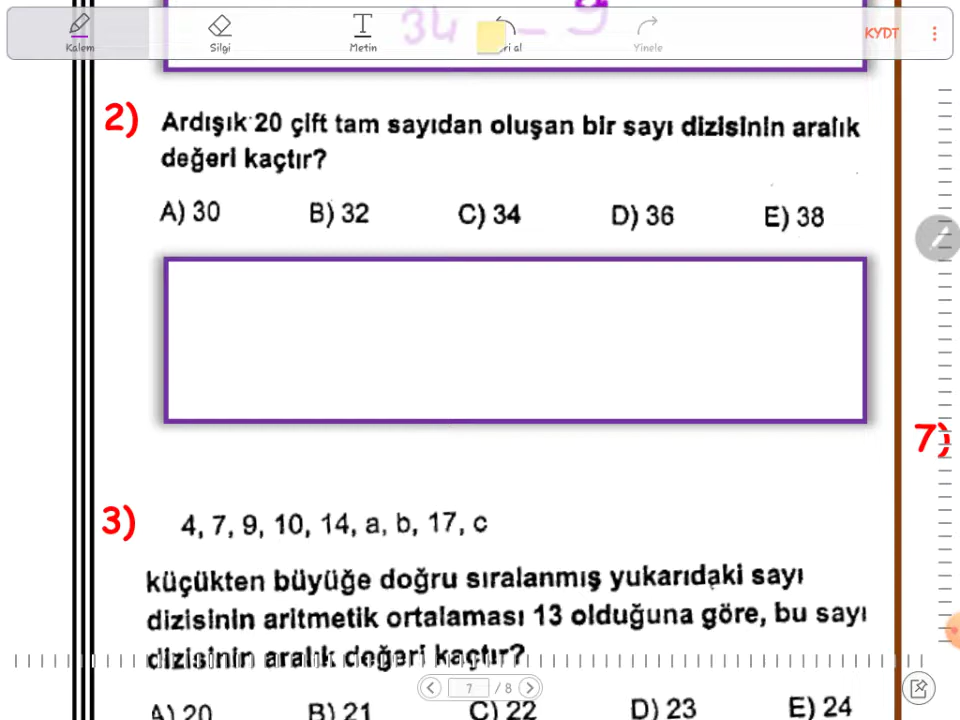 34 - 9
Kalem
Silgi
Metin
Yinele
KYDT
2) Ardışık 20 çift tam sayıdan oluşan bir sayı dizisinin aralık
değeri kaçtır?
A) 30 B) 32 C) 34 D) 36 E) 38
7)
3) 4, 7, 9, 10, 14, a, b, 17, c
küçükten büyüğe doğru sıralanmış yukarıdaki sayı
dizisinin aritmetik ortalaması 13 olduğuna göre, bu sayı
dizisinin aralık değeri kaçtır?
7 / 8
A) 20 B) 21 C) 22 D) 23 E) 24